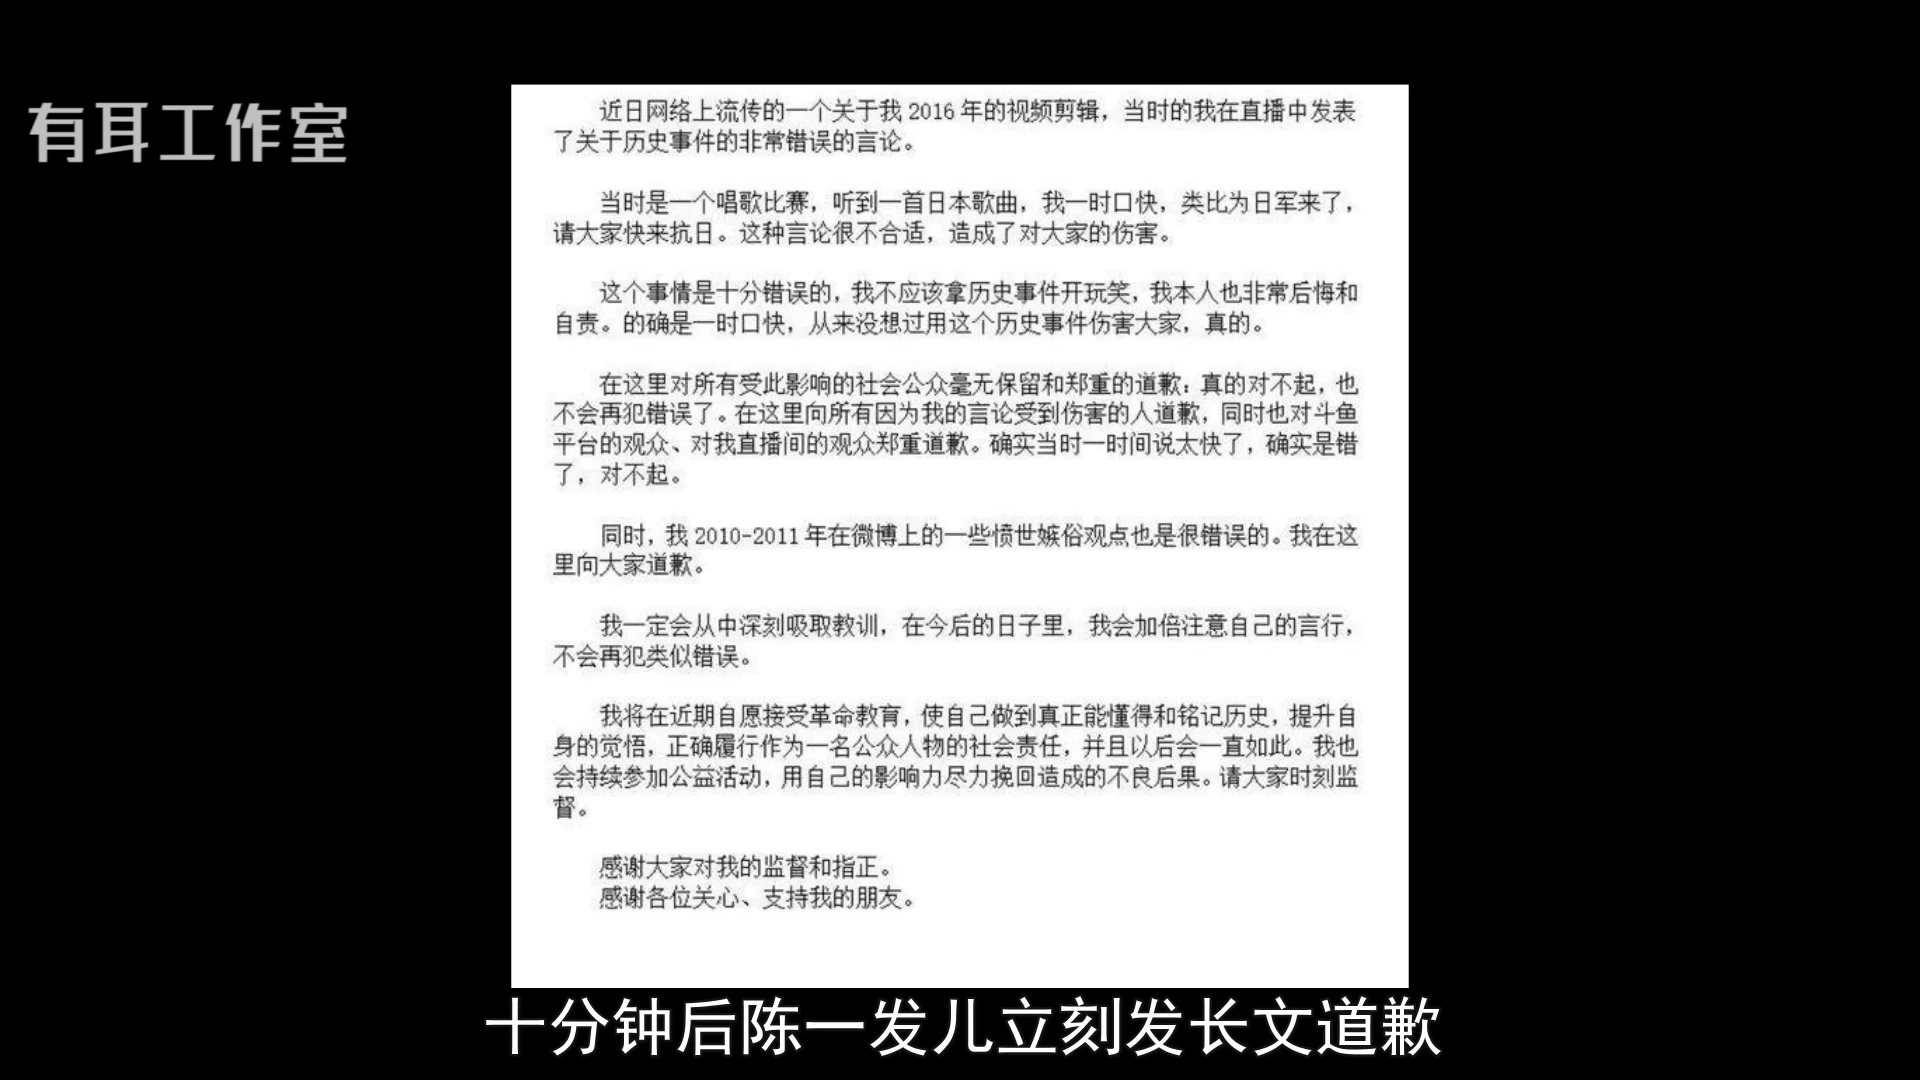 有耳工作室
近日网络上流传的一个关于我 2016 年的视频剪辑，当时的我在直播中发表
了关于历史事件的非常错误的言论。
当时是一个唱歌比赛，听到一首日本歌曲，我一时口快，类比为日军来了，
请大家快来抗日。这种言论很不合适，造成了对大家的伤害。
这个事情是十分错误的，我不应该拿历史事件开玩笑，我本人也非常后悔和
自责。的确是一时口快，从来没想过用这个历史事件伤害大家，真的。
在这里对所有受此影响的社会公众毫无保留和郑重的道歉：真的对不起，也
不会再犯错误了。在这里向所有因为我的言论受到伤害的人道歉，同时也对斗鱼
平台的观众、对我直播间的观众郑重道歉。确实当时一时间说太快了，确实是错
了，对不起。
同时，我 2010-2011 年在微博上的一些愤世嫉俗观点也是很错误的。我在这
里向大家道歉。
我一定会从中深刻吸取教训，在今后的日子里，我会加倍注意自己的言行，
不会再犯类似错误。
我将在近期自愿接受革命教育，使自己做到真正能懂得和铭记历史，提升自
身的觉悟，正确履行作为一名公众人物的社会责任，并且以后会一直如此。我也
会持续参加公益活动，用自己的影响力尽力挽回造成的不良后果。请大家时刻监
督。
感谢大家对我的监督和指正。
感谢各位关心、支持我的朋友。
十分钟后陈一发儿立刻发长文道歉